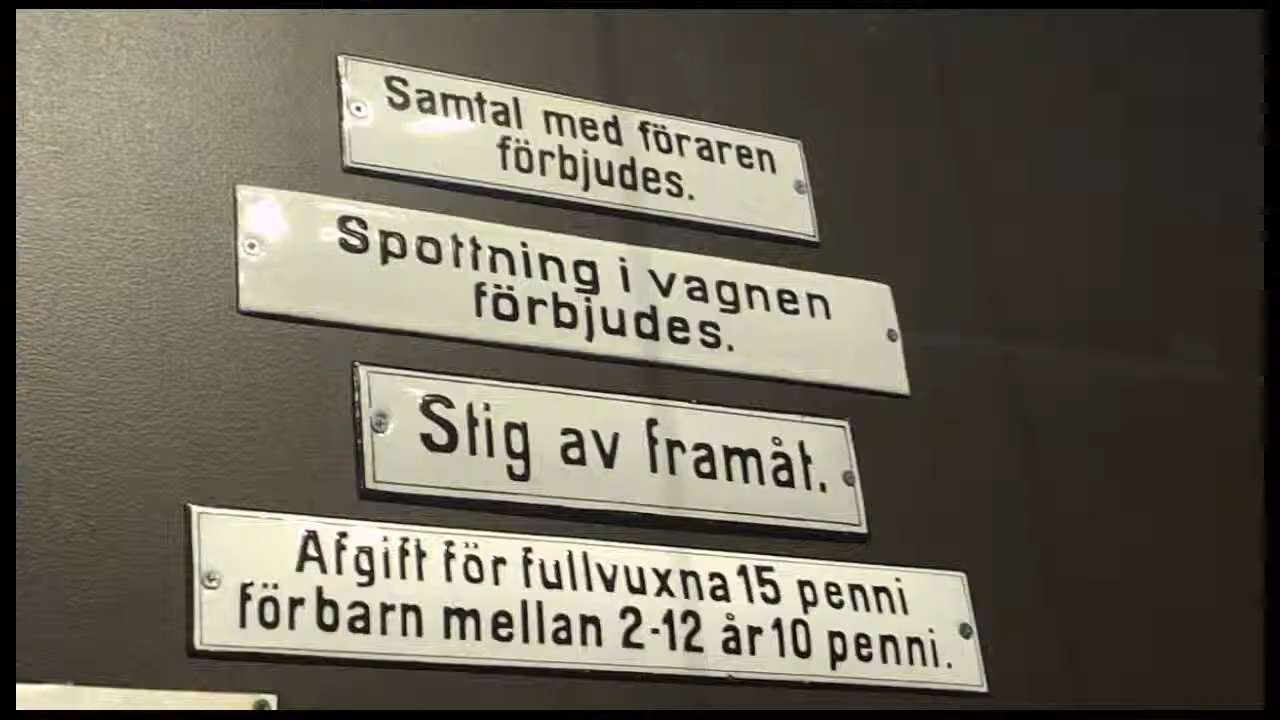 Samtal med föraren
förbjudes.
Spottning i vagnen
förbjudes.
Stig av framåt.
Afgift för fullvuxna 15 penni
för barn mellan 2-12 år 10 penni.